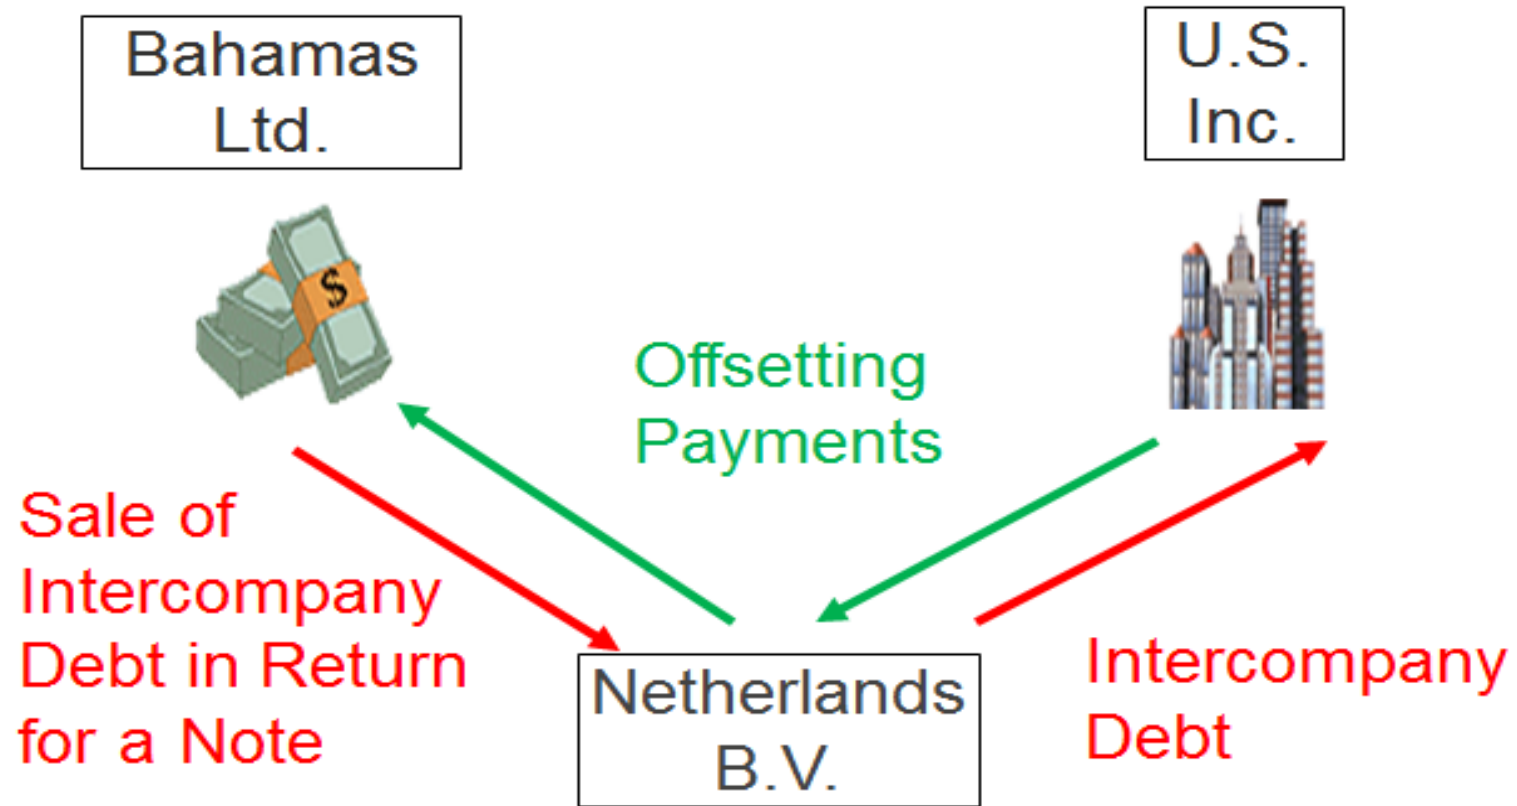 Bahamas
Ltd.
U.S.
Inc.
$
Offsetting
Payments
Sale of
Intercompany
Debt in Return
for a Note
Intercompany
Debt
Netherlands
B.V.